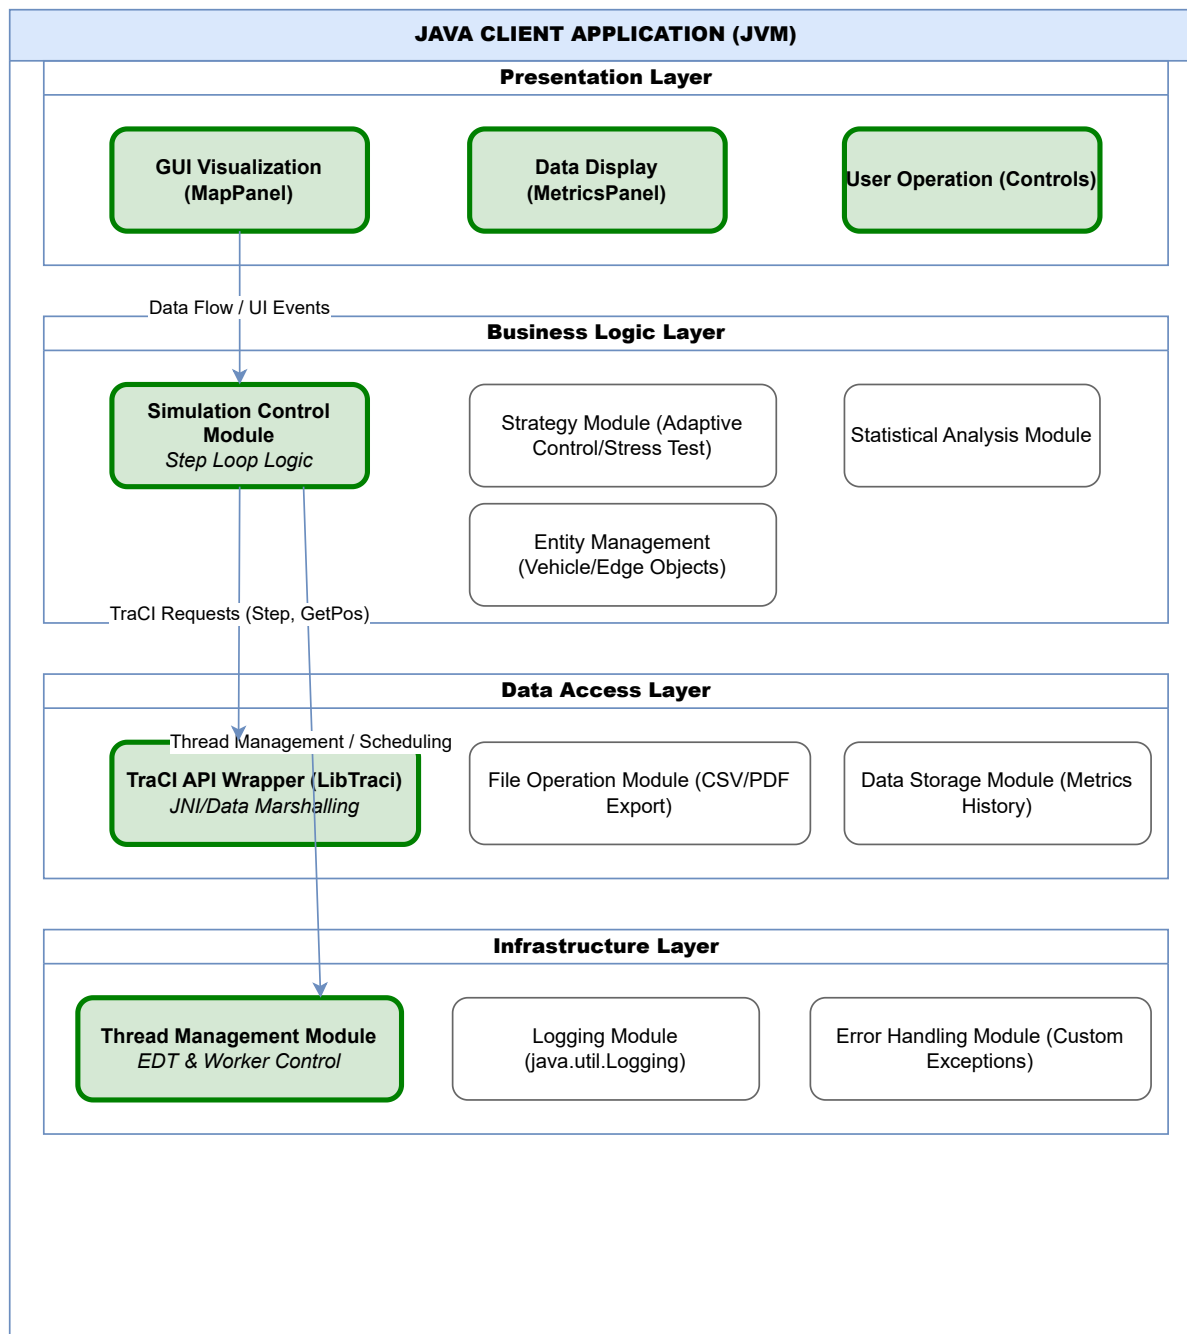 JAVA CLIENT APPLICATION (JVM)
Presentation Layer
GUI Visualization
(MapPanel)
Data Display
(MetricsPanel)
User Operation (Controls)
Data Flow / UI Events
Business Logic Layer
Simulation Control
Module
Step Loop Logic
Strategy Module (Adaptive
Control/Stress Test)
Statistical Analysis Module
Entity Management
(Vehicle/Edge Objects)
TraCI Requests (Step, GetPos)
Data Access Layer
Thread Management / Scheduling
TraCI API Wrapper (LibTraci)
JNI/Data Marshalling
File Operation Module (CSV/PDF
Export)
Data Storage Module (Metrics
History)
Infrastructure Layer
Thread Management Module
EDT & Worker Control
Logging Module
(java.util.Logging)
Error Handling Module (Custom
Exceptions)